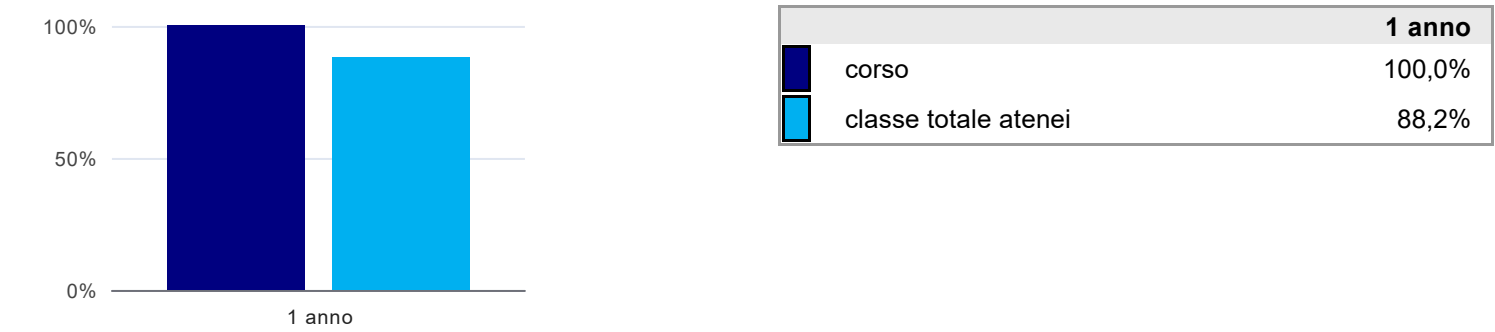 100%
50%
0%
1 anno
1 anno
corso 100,0%
classe totale atenei 88,2%